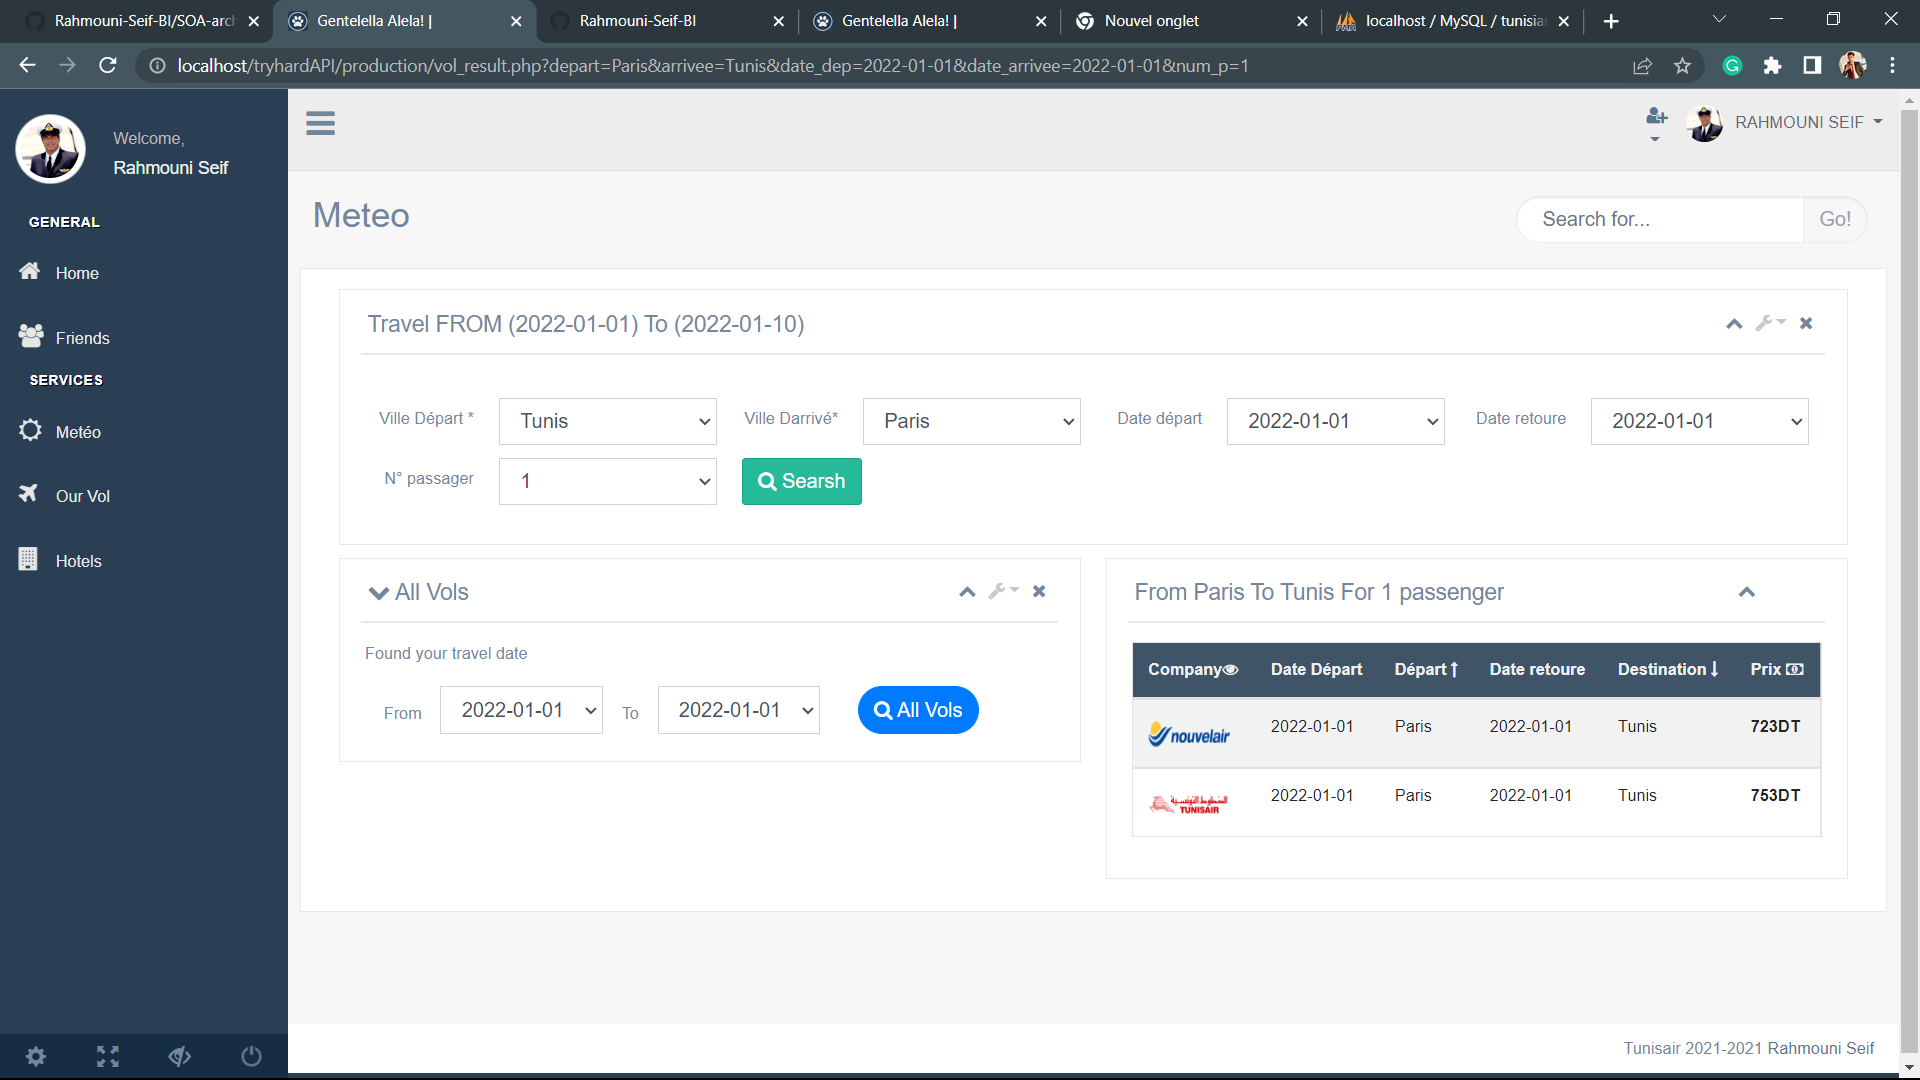 Rahmouni-Seif-BI/SOA-arch
Gentelella Alela! |
Rahmouni-Seif-BI
Gentelella Alela! |
Nouvel onglet
localhost / MySQL / tunisia
localhost/tryhardAPI/production/vol_result.php?depart=Paris&arrivee=Tunis&date_dep=2022-01-01&date_arrivee=2022-01-01&num_p=1
Welcome,
Rahmouni Seif
RAHMOUNI SEIF
GENERAL
Home
Friends
SERVICES
Metéo
Our Vol
Hotels
Meteo
Search for...
Go!
Travel FROM (2022-01-01) To (2022-01-10)
Ville Départ * Tunis Ville Darrivé* Paris Date départ 2022-01-01 Date retoure 2022-01-01
N° passager 1 Searsh
All Vols
Found your travel date
From 2022-01-01 To 2022-01-01 All Vols
From Paris To Tunis For 1 passenger
Company Date Départ Départ Date retoure Destination Prix
nouvelair 2022-01-01 Paris 2022-01-01 Tunis 723DT
الخطوط التونسية
TUNISAIR 2022-01-01 Paris 2022-01-01 Tunis 753DT
Tunisair 2021-2021 Rahmouni Seif